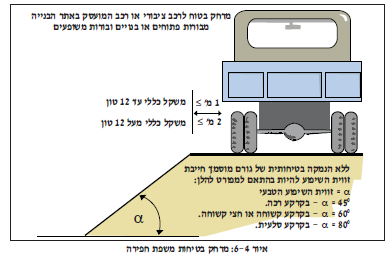 מרחק בטוח לרכב ציבורי או רכב המועסק באתר הבנייה
מבורות פתוחים או בנויים ובורות משופעים
משקל כללי עד 12 טון
≥ 1 מ'
משקל כללי מעל 12 טון
≥ 2 מ'
ללא הנמקה בטיחותית של גורם מוסמך חייבת
זווית השיפוע להיות בהתאם למפורט להלן:
α = זווית השיפוע הטבעי
45° = α - בקרקע רכה.
60° = α - בקרקע קשוחה או חצי קשוחה.
80° = α - בקרקע סלעית.
α
איור 6-4: מרחק בטיחות משפת חפירה